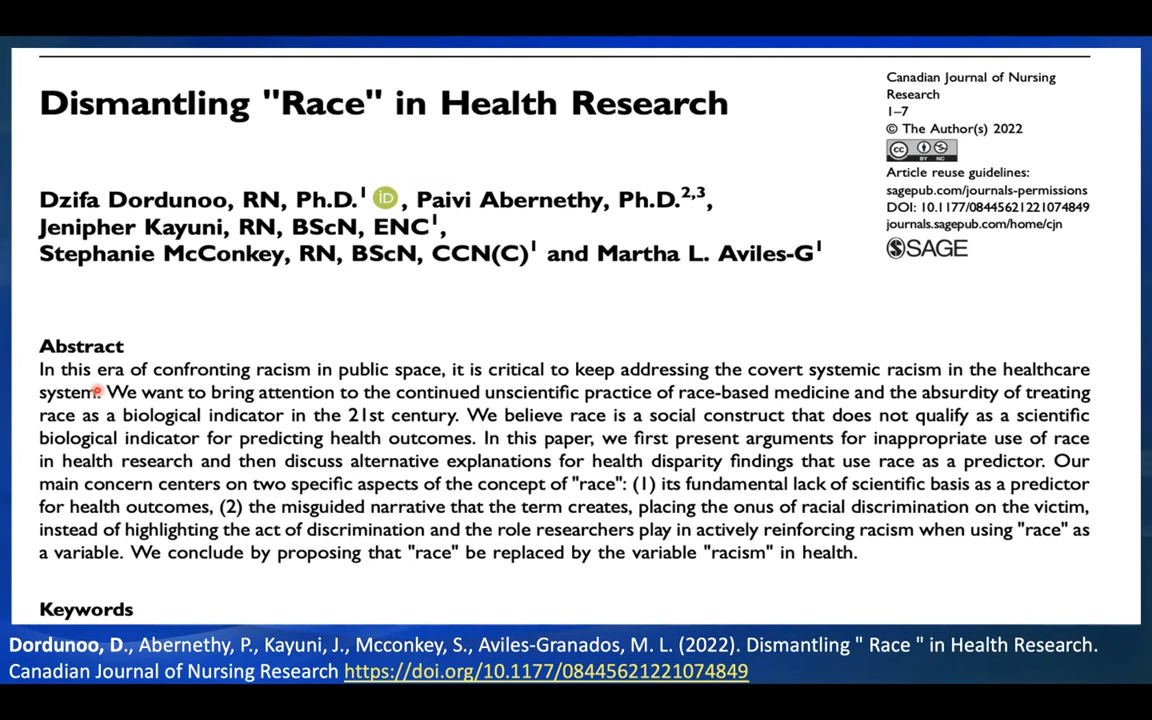 Canadian Journal of Nursing
Research
1–7
© The Author(s) 2022
cc BY NC
Article reuse guidelines:
sagepub.com/journals-permissions
DOI: 10.1177/08445621221074849
journals.sagepub.com/home/cjn
SAGE
Dismantling "Race" in Health Research
Dzifa Dordunoo, RN, Ph.D.¹ iD , Paivi Abernethy, Ph.D.²,³,
Jenipher Kayuni, RN, BScN, ENC¹,
Stephanie McConkey, RN, BScN, CCN(C)¹ and Martha L. Aviles-G¹
Abstract
In this era of confronting racism in public space, it is critical to keep addressing the covert systemic racism in the healthcare
system. We want to bring attention to the continued unscientific practice of race-based medicine and the absurdity of treating
race as a biological indicator in the 21st century. We believe race is a social construct that does not qualify as a scientific
biological indicator for predicting health outcomes. In this paper, we first present arguments for inappropriate use of race
in health research and then discuss alternative explanations for health disparity findings that use race as a predictor. Our
main concern centers on two specific aspects of the concept of "race": (1) its fundamental lack of scientific basis as a predictor
for health outcomes, (2) the misguided narrative that the term creates, placing the onus of racial discrimination on the victim,
instead of highlighting the act of discrimination and the role researchers play in actively reinforcing racism when using "race" as
a variable. We conclude by proposing that "race" be replaced by the variable "racism" in health.
Keywords
Dordunoo, D., Abernethy, P., Kayuni, J., Mcconkey, S., Aviles-Granados, M. L. (2022). Dismantling " Race " in Health Research.
Canadian Journal of Nursing Research https://doi.org/10.1177/08445621221074849